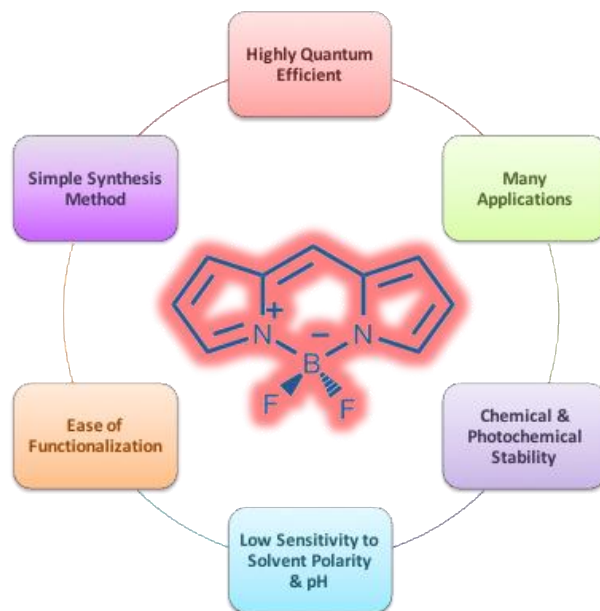 Highly Quantum
Efficient
Simple Synthesis
Method
Many
Applications
+
N
−
N
B
F
F
Ease of
Functionalization
Chemical &
Photochemical
Stability
Low Sensitivity to
Solvent Polarity
& pH